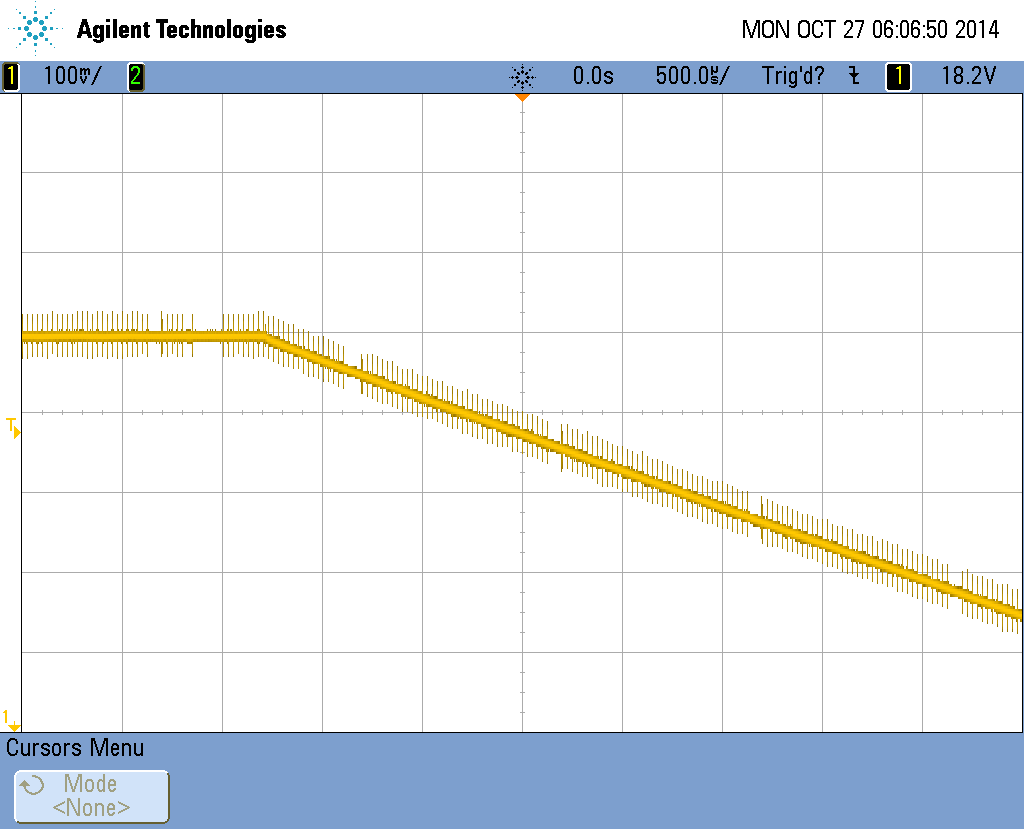 Agilent Technologies
MON OCT 27 06:06:50 2014
1 100mV/ 2 0.0s 500.0µs/ Trig'd? 1 18.2V
T
1
Cursors Menu
Mode
<None>